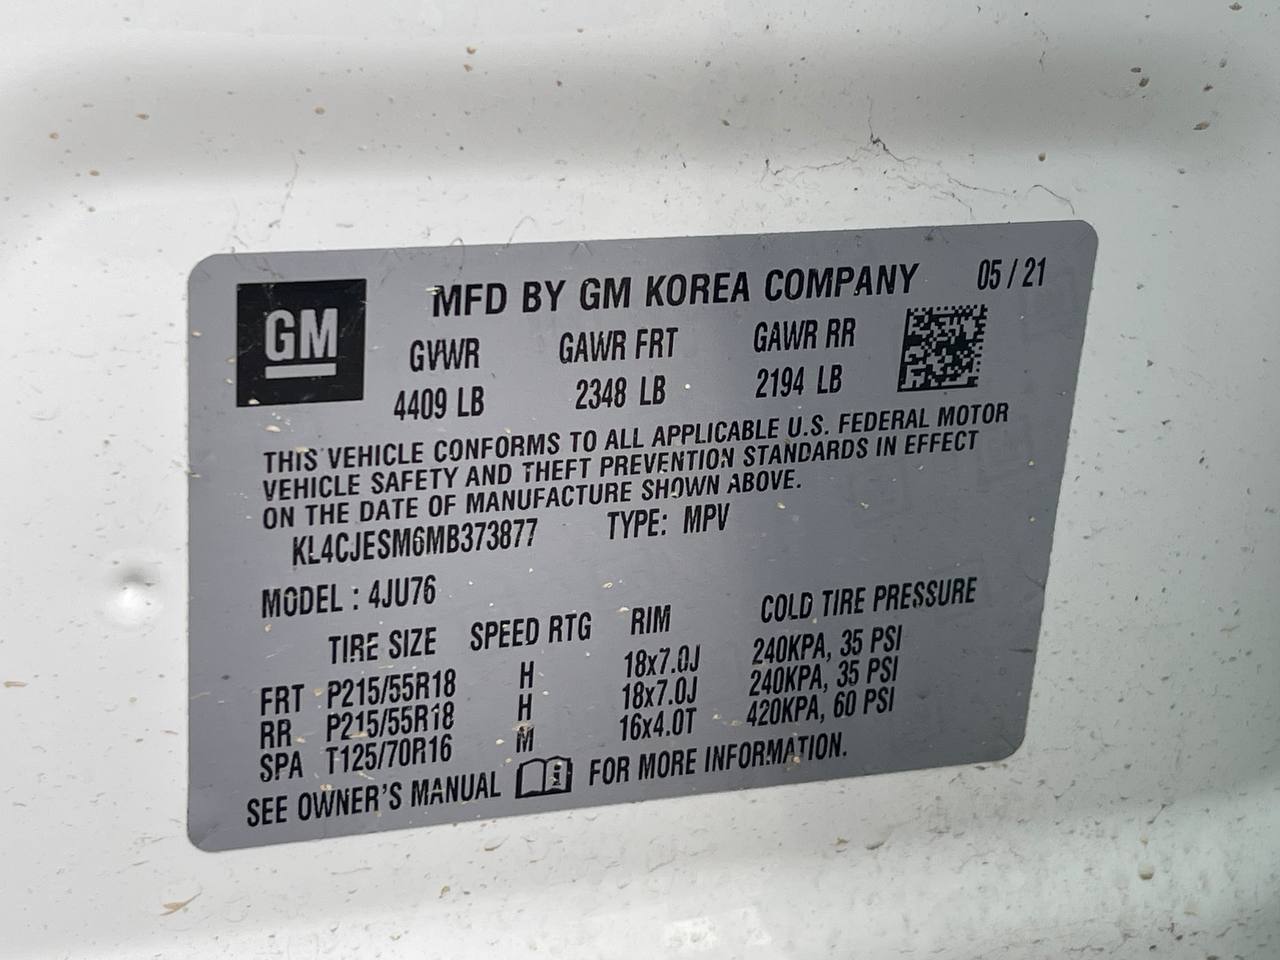 GM
MFD BY GM KOREA COMPANY 05/21
GVWR GAWR FRT GAWR RR
4409 LB 2348 LB 2194 LB
THIS VEHICLE CONFORMS TO ALL APPLICABLE U.S. FEDERAL MOTOR
VEHICLE SAFETY AND THEFT PREVENTION STANDARDS IN EFFECT
ON THE DATE OF MANUFACTURE SHOWN ABOVE.
KL4CJESM6MB373877 TYPE: MPV
MODEL : 4JU76
TIRE SIZE SPEED RTG RIM COLD TIRE PRESSURE
FRT P215/55R18 H 18x7.0J 240KPA, 35 PSI
RR P215/55R18 H 18x7.0J 240KPA, 35 PSI
SPA T125/70R16 M 16x4.0T 420KPA, 60 PSI
SEE OWNER'S MANUAL FOR MORE INFORMATION.